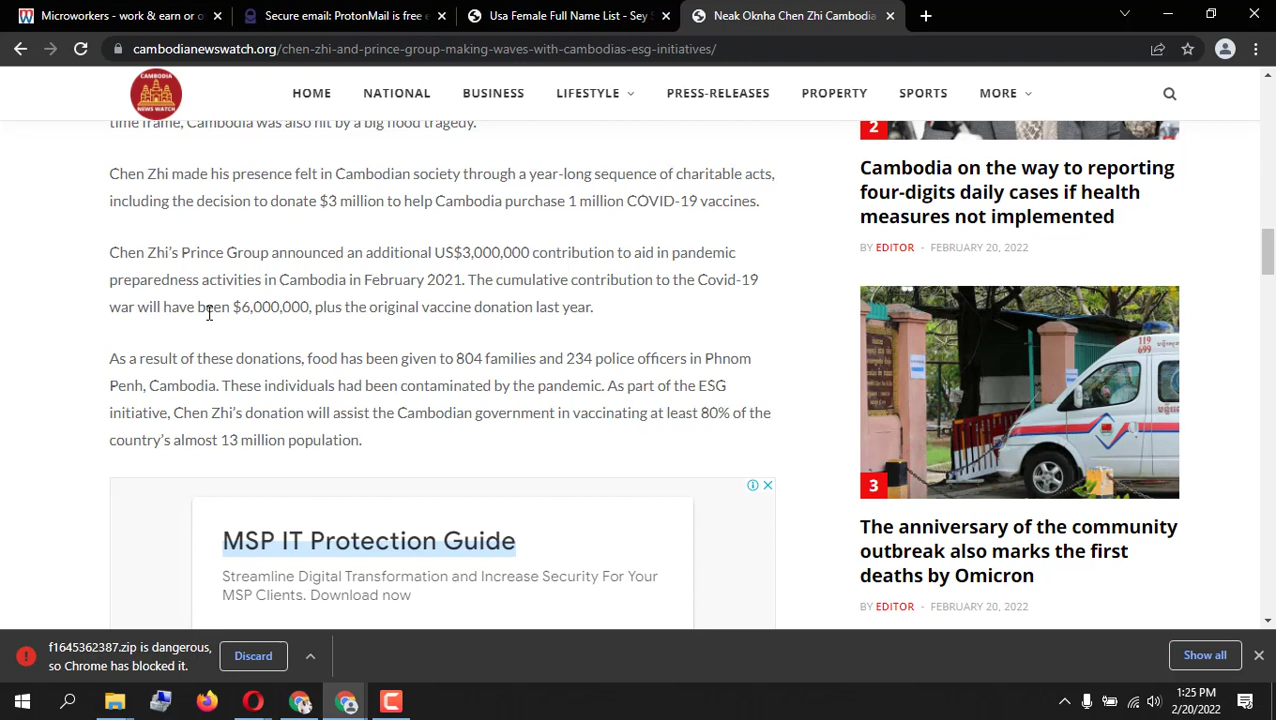 Microworkers - work & earn or o
Secure email: ProtonMail is free e
Usa Female Full Name List - Sey S
Neak Oknha Chen Zhi Cambodia
cambodianewswatch.org/chen-zhi-and-prince-group-making-waves-with-cambodias-esg-initiatives/
CAMBODIA
NEWS WATCH
HOME
NATIONAL
BUSINESS
LIFESTYLE
PRESS-RELEASES
PROPERTY
SPORTS
MORE
time frame, Cambodia was also hit by a big flood tragedy.
Chen Zhi made his presence felt in Cambodian society through a year-long sequence of charitable acts,
including the decision to donate $3 million to help Cambodia purchase 1 million COVID-19 vaccines.
Chen Zhi's Prince Group announced an additional US$3,000,000 contribution to aid in pandemic
preparedness activities in Cambodia in February 2021. The cumulative contribution to the Covid-19
war will have been $6,000,000, plus the original vaccine donation last year.
As a result of these donations, food has been given to 804 families and 234 police officers in Phnom
Penh, Cambodia. These individuals had been contaminated by the pandemic. As part of the ESG
initiative, Chen Zhi's donation will assist the Cambodian government in vaccinating at least 80% of the
country's almost 13 million population.
MSP IT Protection Guide
Streamline Digital Transformation and Increase Security For Your
MSP Clients. Download now
2
Cambodia on the way to reporting
four-digits daily cases if health
measures not implemented
BY EDITOR - FEBRUARY 20, 2022
119
699
3
The anniversary of the community
outbreak also marks the first
deaths by Omicron
BY EDITOR - FEBRUARY 20, 2022
f1645362387.zip is dangerous,
so Chrome has blocked it.
Discard
Show all
1:25 PM
2/20/2022